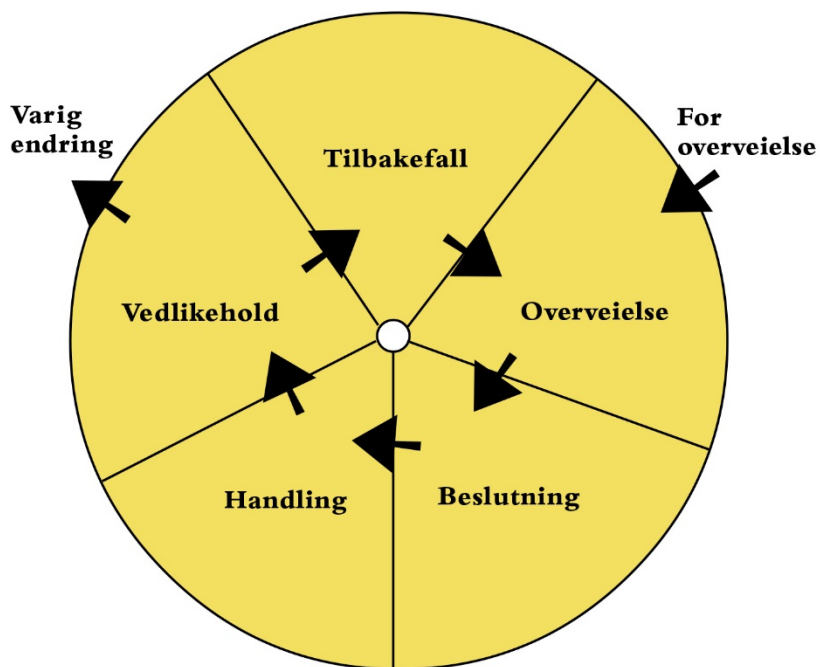 Varig
endring
For
overveielse
Tilbakefall
Vedlikehold
Overveielse
Handling
Beslutning